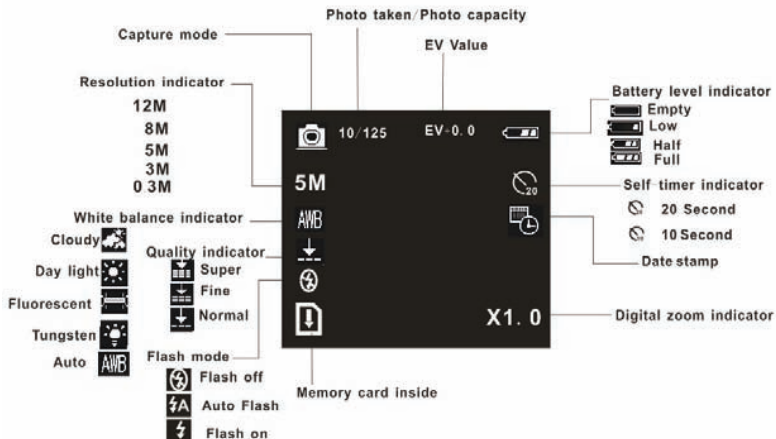 Photo taken/Photo capacity
Capture mode
EV Value
Resolution indicator
12M
8M
5M
3M
0 3M
Battery level indicator
Empty
Low
Half
Full
10/125
EV-0. 0
5M
20
Self-timer indicator
20 Second
10 Second
White balance indicator
AWB
Cloudy
Day light
Fluorescent
Tungsten
Auto AWB
Quality indicator
Super
Fine
Normal
Date stamp
X1. 0
Digital zoom indicator
Flash mode
Flash off
A Auto Flash
Flash on
Memory card inside